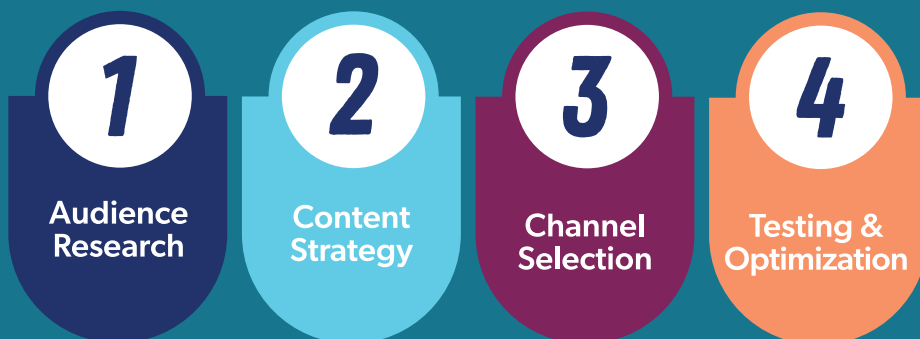 1
Audience
Research
2
Content
Strategy
3
Channel
Selection
4
Testing &
Optimization